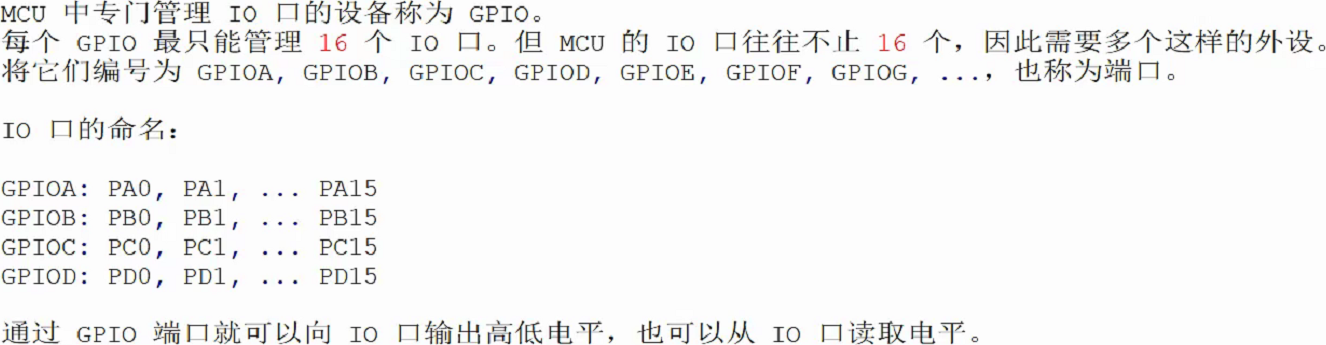 MCU 中专门管理 IO 口的设备称为 GPIO。
每个 GPIO 最只能管理 16 个 IO 口。但 MCU 的 IO 口往往不止 16 个，因此需要多个这样的外设。
将它们编号为 GPIOA, GPIOB, GPIOC, GPIOD, GPIOE, GPIOF, GPIOG, ...，也称为端口。
IO 口的命名：
GPIOA: PA0, PA1, ... PA15
GPIOB: PB0, PB1, ... PB15
GPIOC: PC0, PC1, ... PC15
GPIOD: PD0, PD1, ... PD15
通过 GPIO 端口就可以向 IO 口输出高低电平，也可以从 IO 口读取电平。